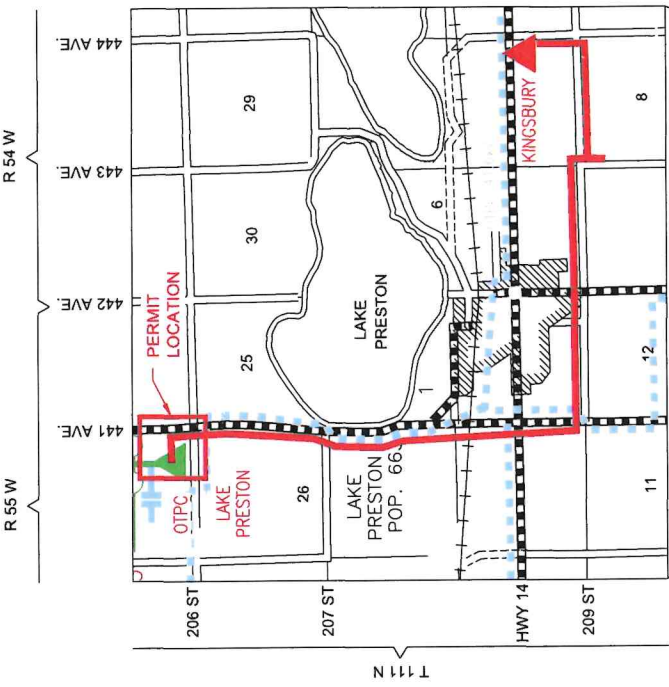 R 55 W
R 54 W
441 AVE.
442 AVE.
443 AVE.
444 AVE.
T 111 N
206 ST
207 ST
HWY 14
209 ST
PERMIT
LOCATION
OTPC
LAKE
PRESTON
25
30
29
26
LAKE
PRESTON
LAKE
PRESTON
POP. 663
1
6
KINGSBURY
11
12
8